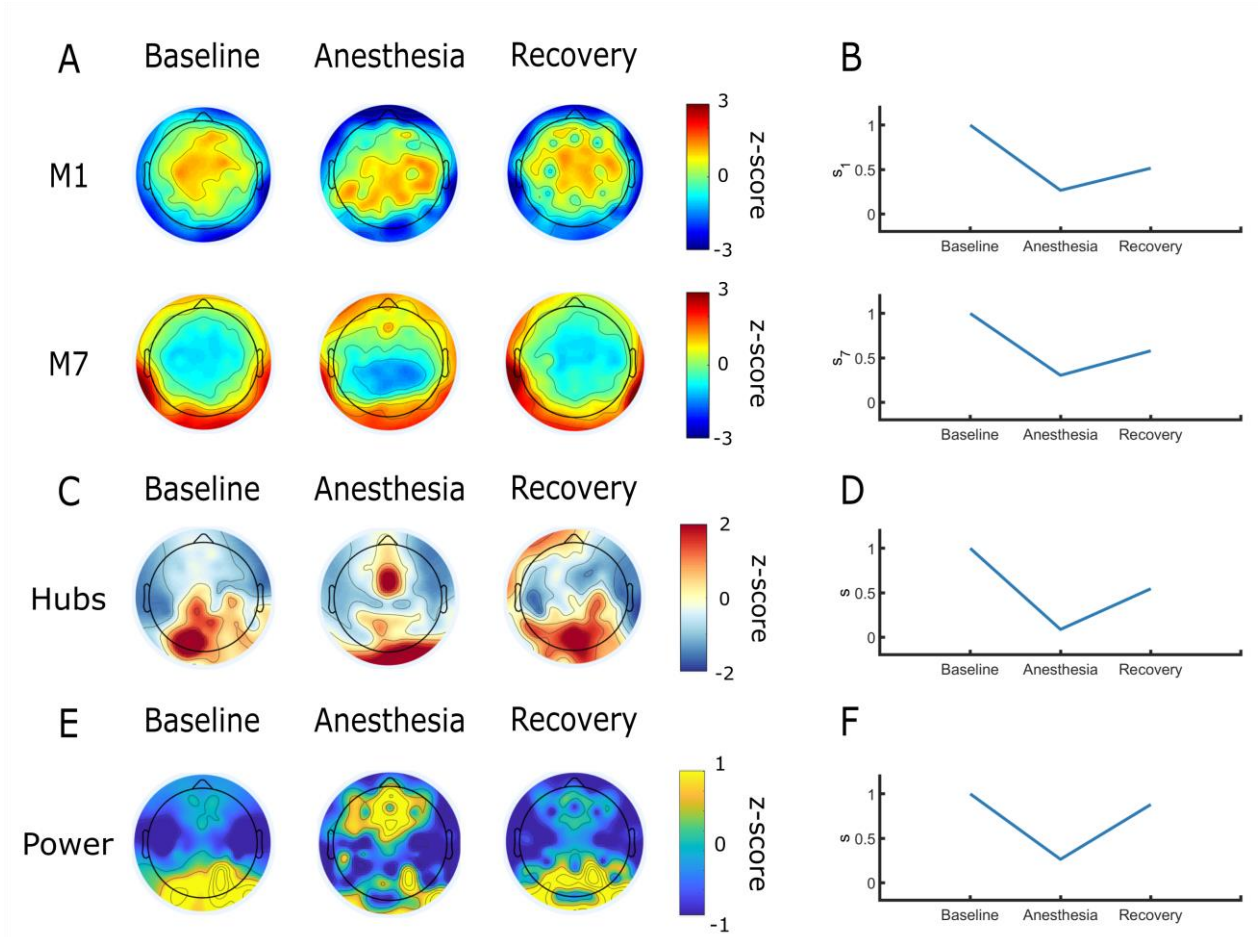 A Baseline Anesthesia Recovery B
M1
3
0
-3
z-score
s_1
1
0.5
0
Baseline Anesthesia Recovery
M7
3
0
-3
z-score
s_7
1
0.5
0
Baseline Anesthesia Recovery
C Baseline Anesthesia Recovery D
Hubs
2
0
-2
z-score
s
1
0.5
0
Baseline Anesthesia Recovery
E Baseline Anesthesia Recovery F
Power
1
0
-1
z-score
s
1
0.5
0
Baseline Anesthesia Recovery